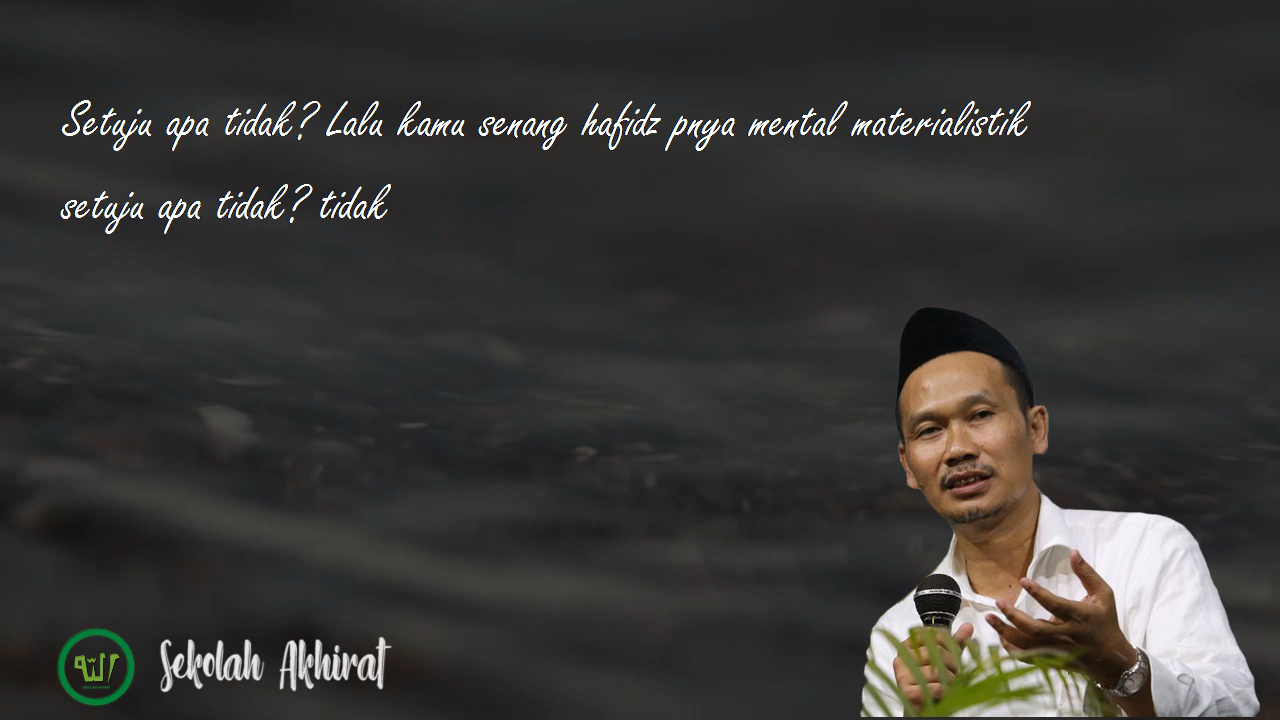 Setuju apa tidak? Lalu kamu senang hafidz pnya mental materialistik
setuju apa tidak? tidak
Sekolah Akhirat